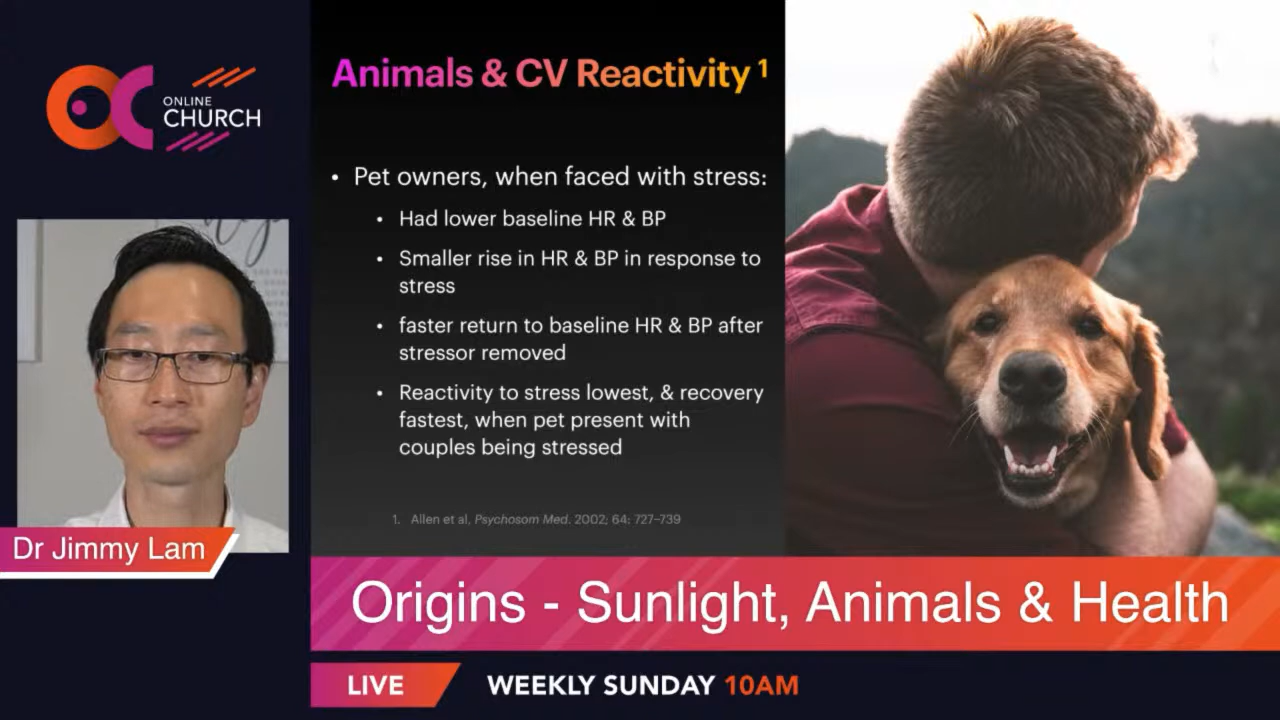 OC
ONLINE
CHURCH
Dr Jimmy Lam
Animals & CV Reactivity 1
• Pet owners, when faced with stress:
• Had lower baseline HR & BP
• Smaller rise in HR & BP in response to
stress
• faster return to baseline HR & BP after
stressor removed
• Reactivity to stress lowest, & recovery
fastest, when pet present with
couples being stressed
1. Allen et al, Psychosom Med. 2002; 64: 727–739
Origins - Sunlight, Animals & Health
LIVE
WEEKLY SUNDAY 10AM